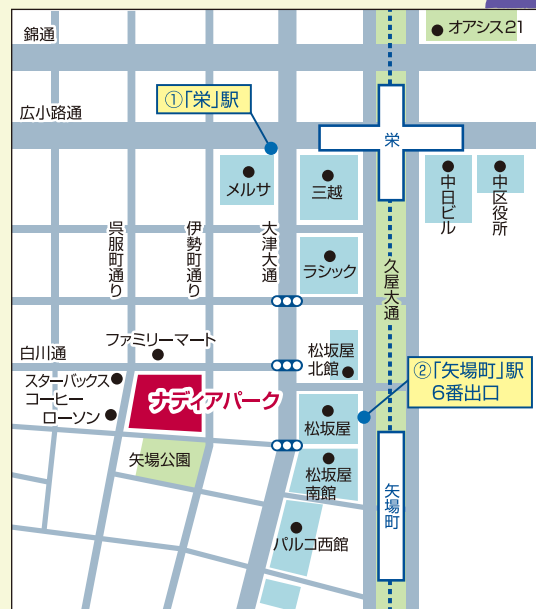 オアシス21
錦通
①「栄」駅
広小路通
栄
メルサ
三越
中日ビル
中区役所
呉服町通り
伊勢町通り
大津大通
久屋大通
ラシック
ファミリーマート
白川通
松坂屋
北館
スターバックス
コーヒー
ローソン
ナディアパーク
②「矢場町」駅
6番出口
松坂屋
矢場公園
松坂屋
南館
矢場町
パルコ西館